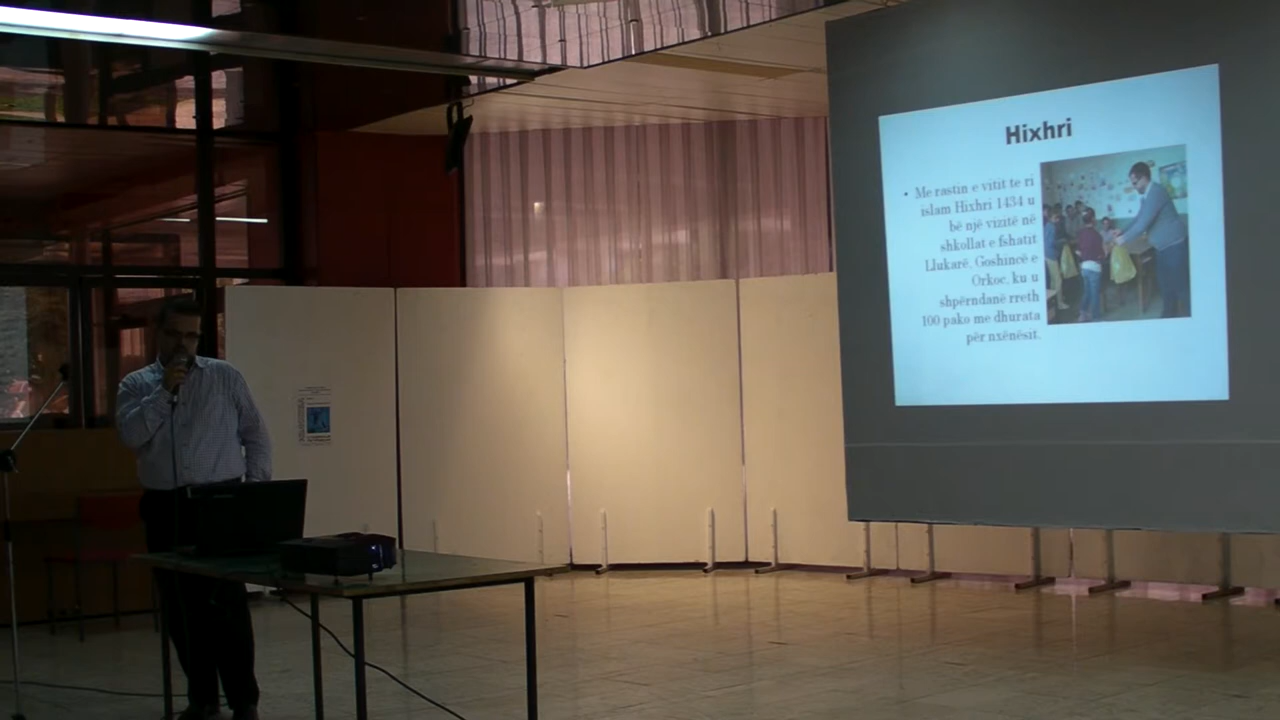 Hixhri
• Me rastin e vitit te ri
islam Hixhri 1434 u
bë një vizitë në
shkollat e fshatit
Llukarë, Goshincë e
Orkoc, ku u
shpërndanë rreth
100 pako me dhurata
për nxënësit.